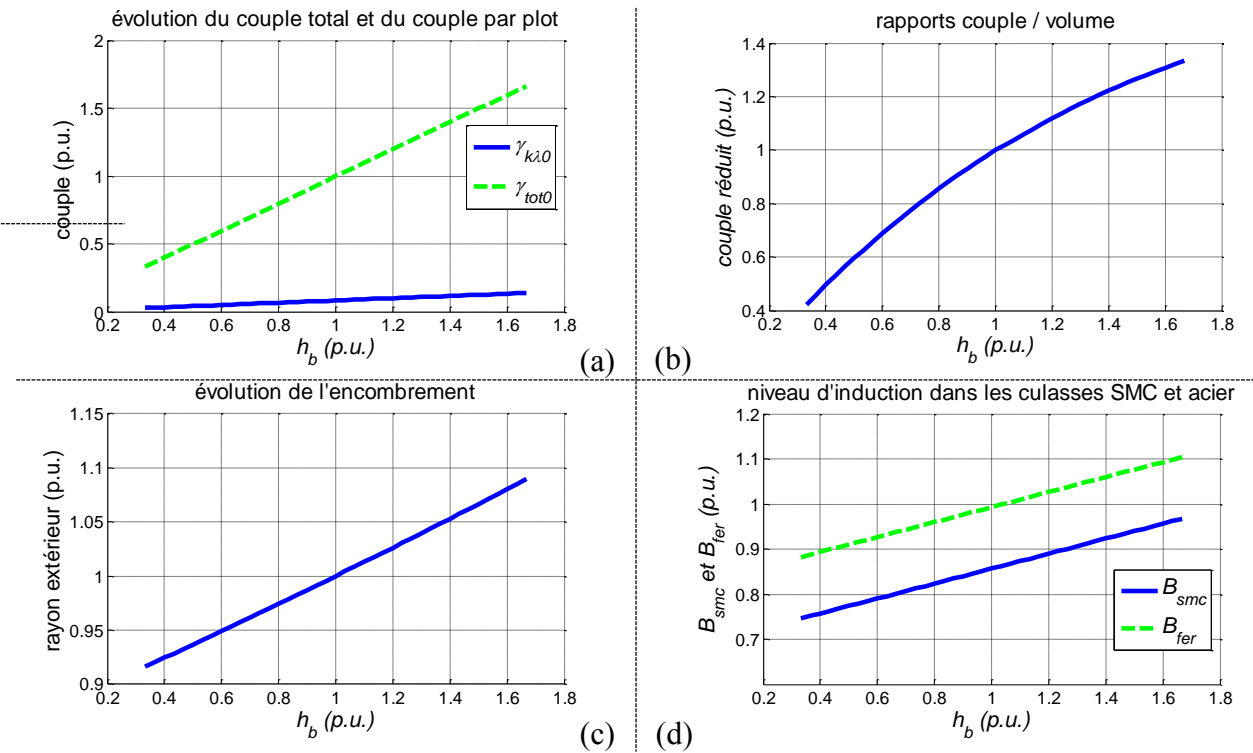 évolution du couple total et du couple par plot
couple (p.u.)
2
1.5
1
0.5
0
0.2 0.4 0.6 0.8 1 1.2 1.4 1.6 1.8
h_b (p.u.)
γ_kλ0
γ_tot0
(a)
rapports couple / volume
couple réduit (p.u.)
1.4
1.2
1
0.8
0.6
0.4
0.2 0.4 0.6 0.8 1 1.2 1.4 1.6 1.8
h_b (p.u.)
(b)
évolution de l'encombrement
rayon extérieur (p.u.)
1.15
1.1
1.05
1
0.95
0.9
0.2 0.4 0.6 0.8 1 1.2 1.4 1.6 1.8
h_b (p.u.)
(c)
niveau d'induction dans les culasses SMC et acier
B_smc et B_fer (p.u.)
1.2
1.1
1
0.9
0.8
0.7
0.2 0.4 0.6 0.8 1 1.2 1.4 1.6 1.8
h_b (p.u.)
B_smc
B_fer
(d)